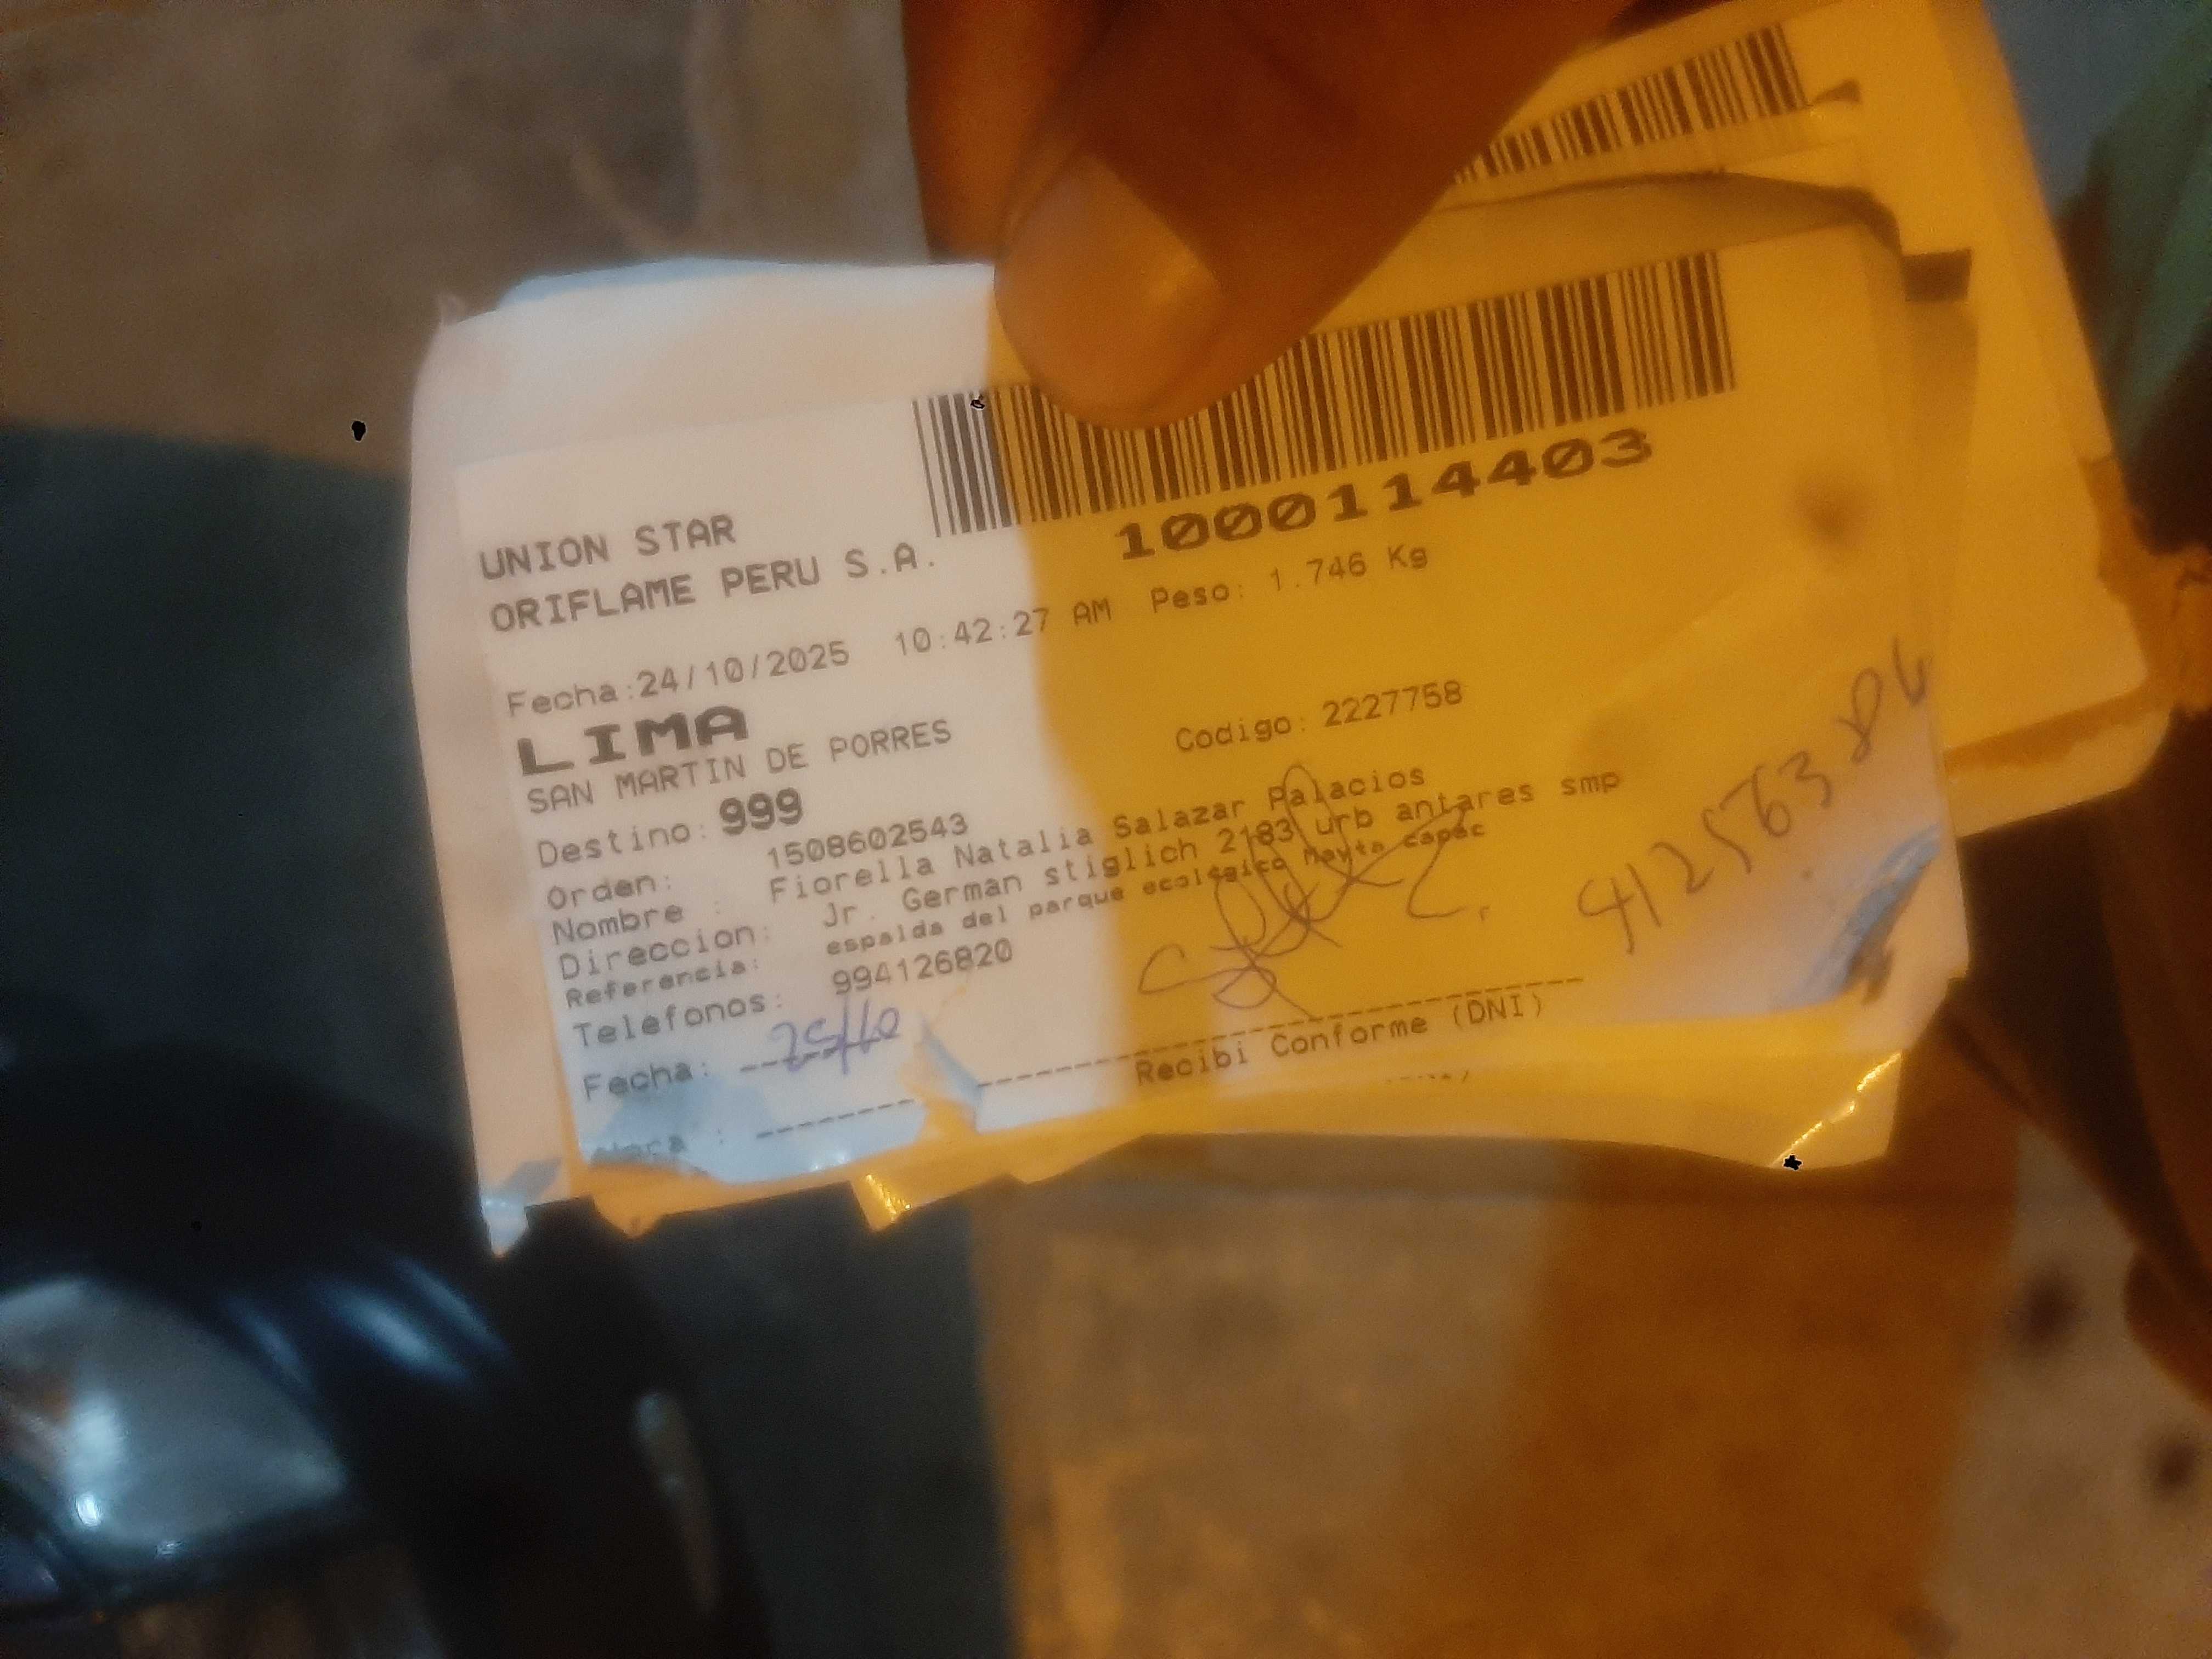 1000114403
UNION STAR
ORIFLAME PERU S.A.
Fecha:24/10/2025 10:42:27 AM Peso: 1.746 Kg
LIMA
SAN MARTIN DE PORRES Codigo: 2227758
Destino: 999
Orden: 1508602543
Nombre : Fiorella Natalia Salazar Palacios
Direccion: Jr. German stiglich 2183 urb antares smp
Referencia: espalda del parque ecológico Mayta capac
Telefonos: 994126820
Fecha: 25/10
Recibi Conforme (DNI)